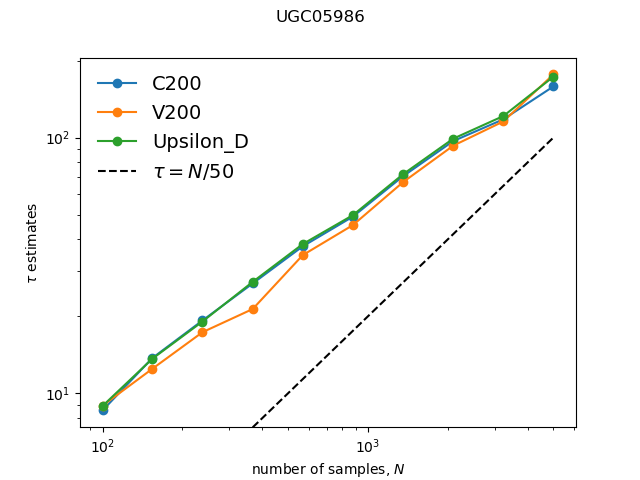 UGC05986
C200
V200
Upsilon_D
τ = N/50
10²
10¹
τ estimates
10²
10³
number of samples, N